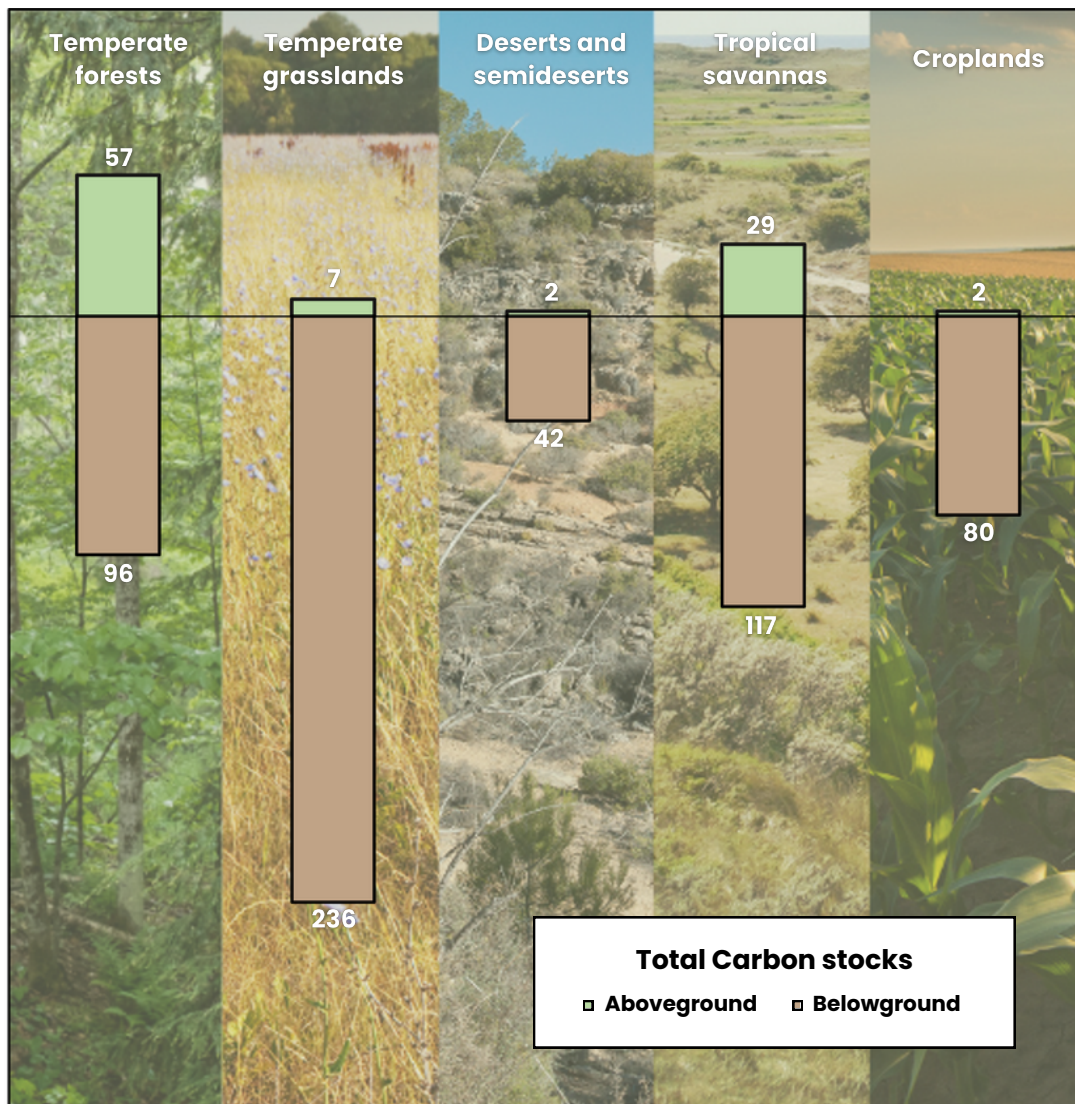 Temperate
forests
Temperate
grasslands
Deserts and
semideserts
Tropical
savannas
Croplands
57
7
2
29
2
96
236
42
117
80
Total Carbon stocks
Aboveground
Belowground